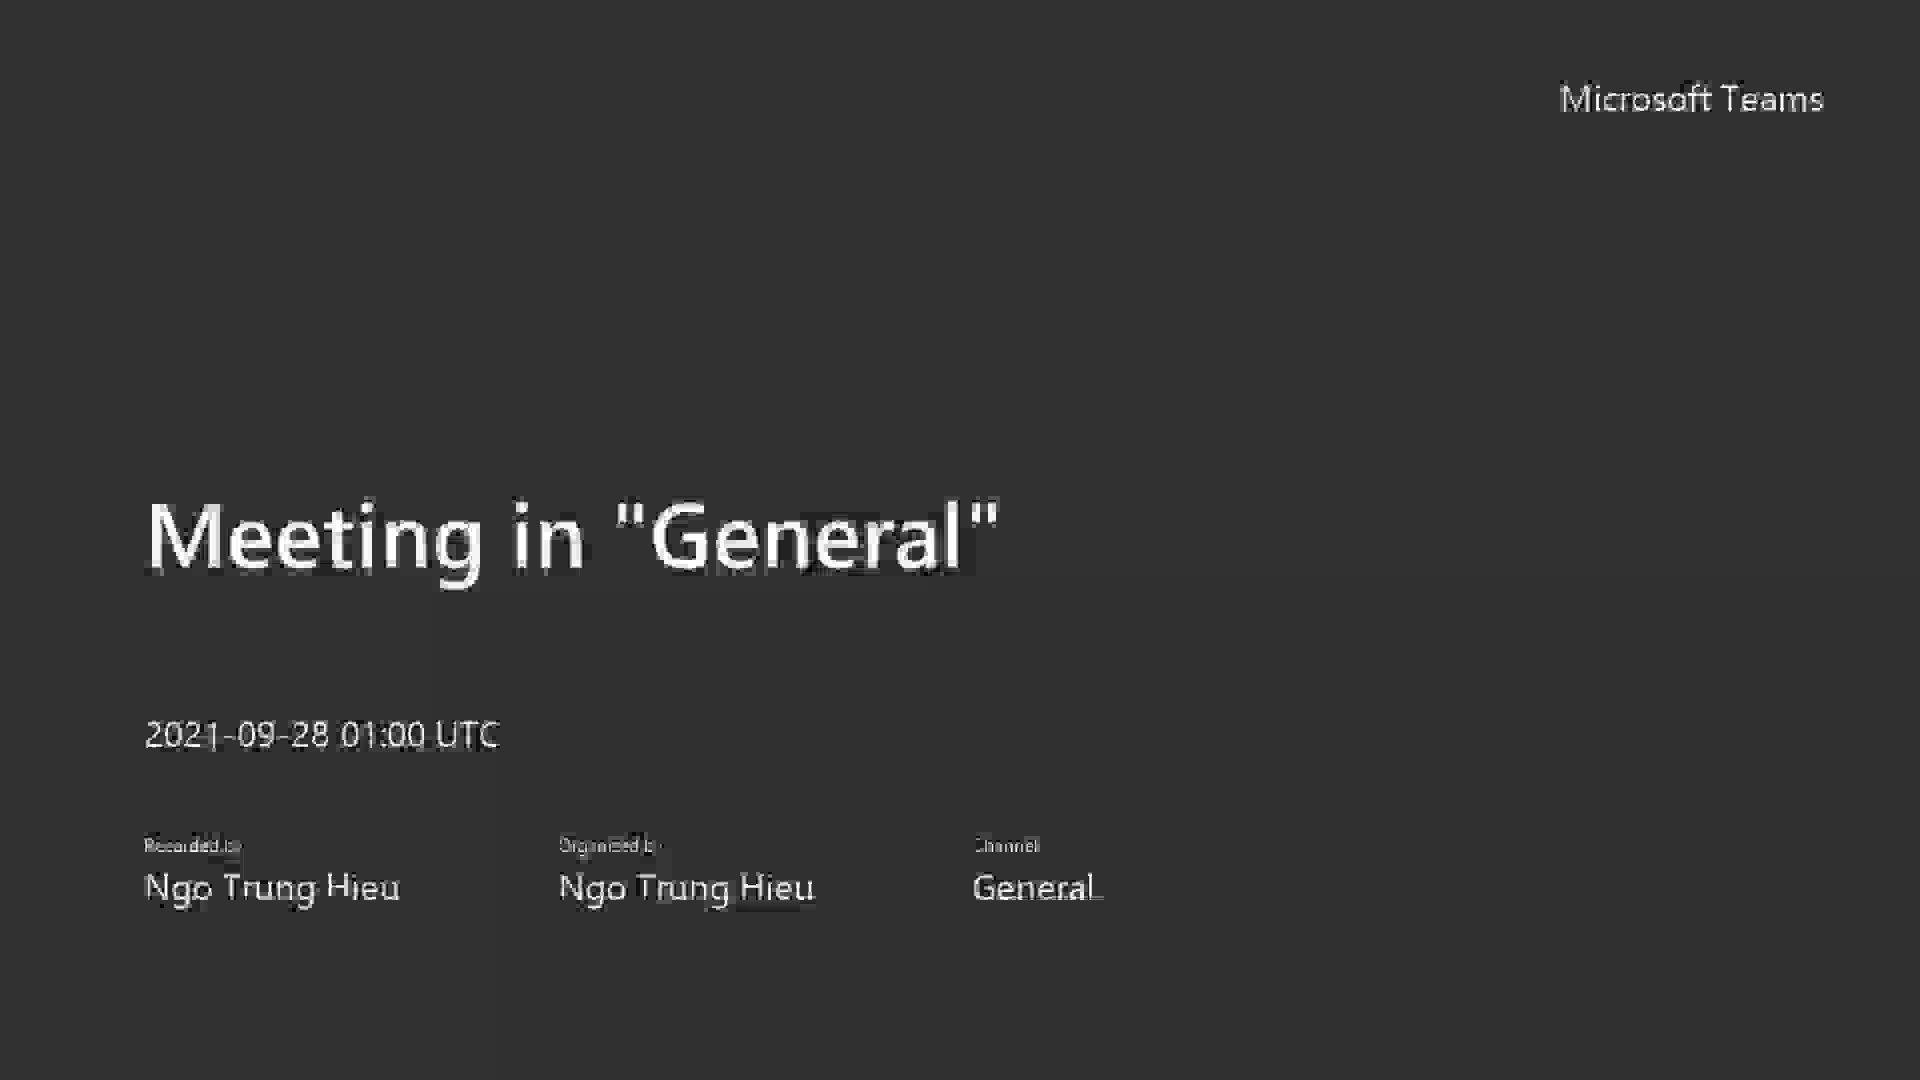 Microsoft Teams
Meeting in "General"
2021-09-28 01:00 UTC
Recorded by
Organized by
Channel
Ngo Trung Hieu
Ngo Trung Hieu
General